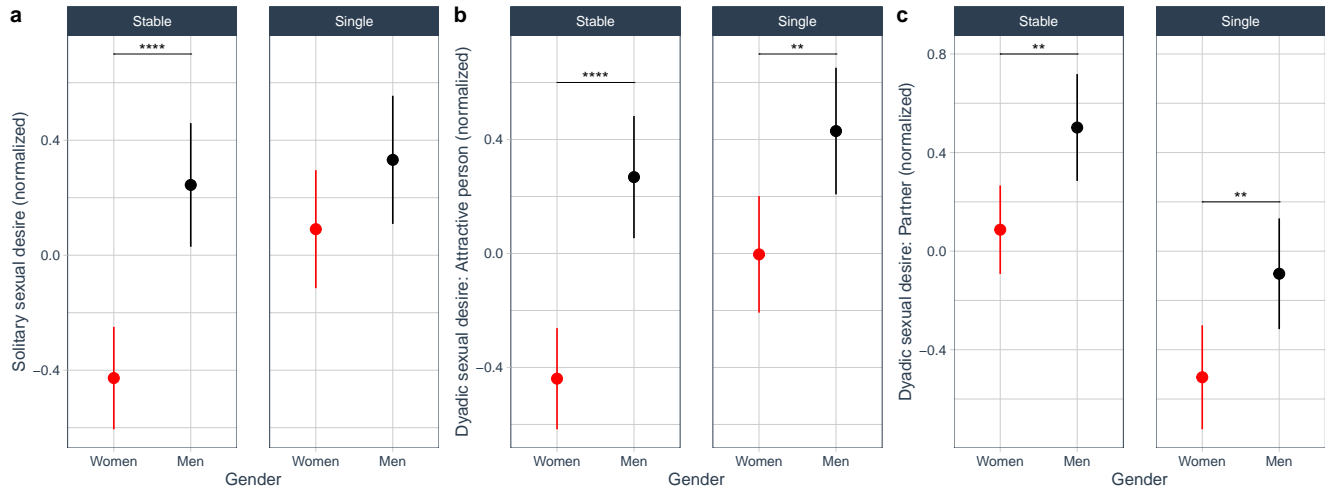 a
Stable
Single
Solitary sexual desire (normalized)
0.4
0.0
−0.4
****
Women
Men
Women
Men
Gender
b
Stable
Single
Dyadic sexual desire: Attractive person (normalized)
0.4
0.0
−0.4
****
**
Women
Men
Women
Men
Gender
c
Stable
Single
Dyadic sexual desire: Partner (normalized)
0.8
0.4
0.0
−0.4
**
**
Women
Men
Women
Men
Gender